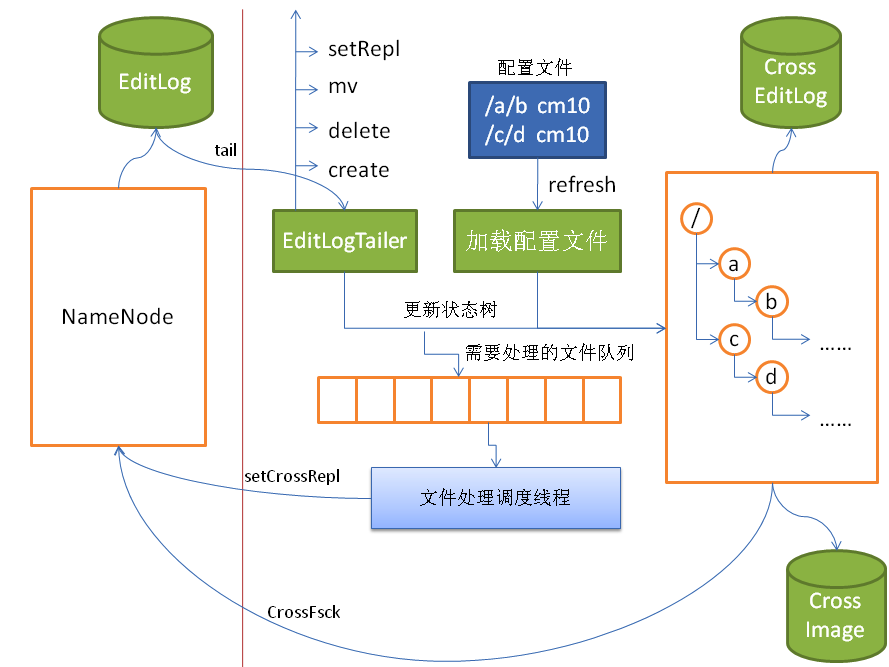 EditLog
setRepl
mv
delete
create
tail
配置文件
/a/b cm10
/c/d cm10
refresh
Cross
EditLog
EditLogTailer
加载配置文件
/
a
b
......
c
d
......
NameNode
更新状态树
需要处理的文件队列
setCrossRepl
文件处理调度线程
CrossFsck
Cross
Image